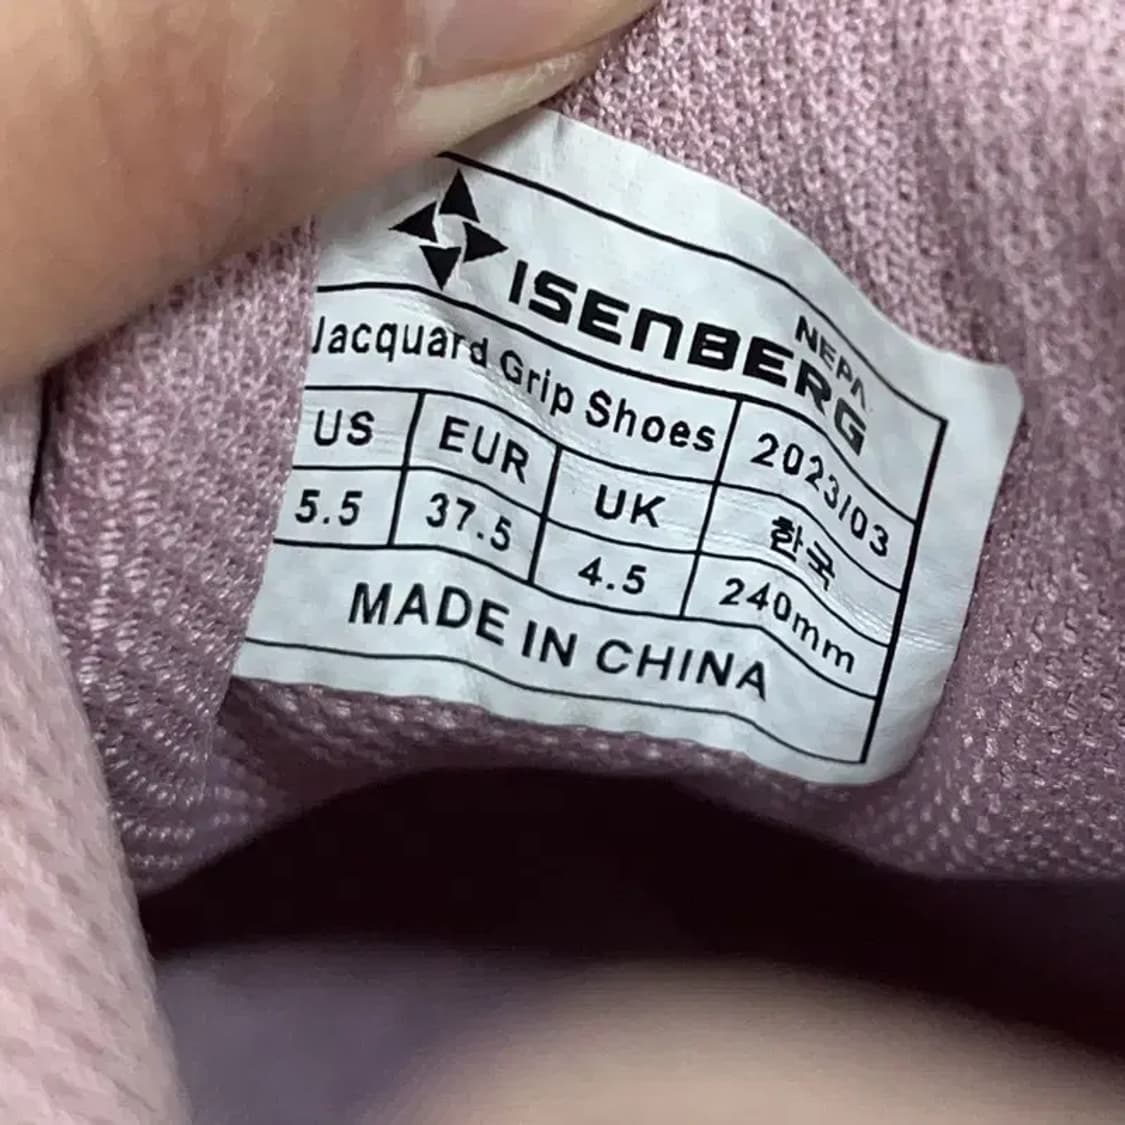 NEPA
ISENBERG
Jacquard Grip Shoes 2023/03
US EUR UK 한국
5.5 37.5 4.5 240mm
MADE IN CHINA